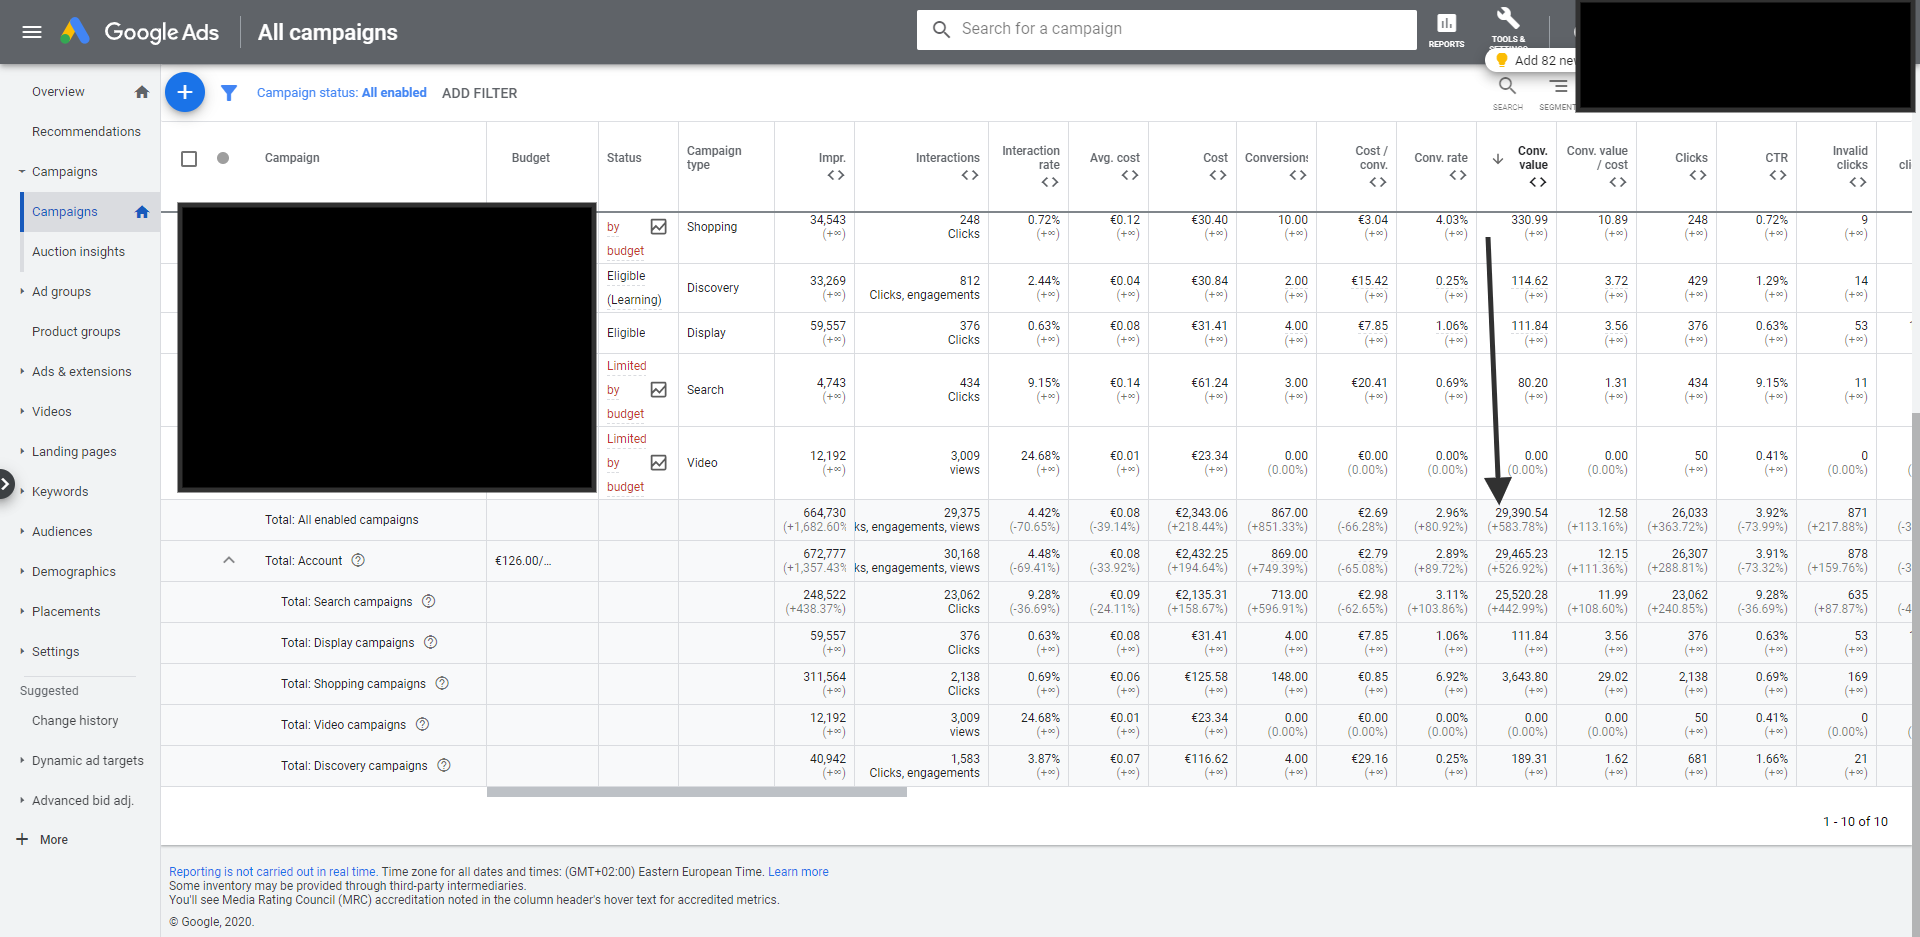 Google Ads
All campaigns
Search for a campaign
REPORTS
TOOLS &
Add 82
Overview
Recommendations
Campaigns
Campaigns
Auction insights
Ad groups
Product groups
Ads & extensions
Videos
Landing pages
Keywords
Audiences
Demographics
Placements
Settings
Suggested
Change history
Dynamic ad targets
Advanced bid adj.
+ More
Campaign status: All enabled ADD FILTER
SEARCH
SEGMENT
Campaign Budget Status Campaign type Impr. Interactions Interaction rate Avg. cost Cost Conversions Cost / conv. Conv. rate Conv. value Conv. value / cost Clicks CTR Invalid clicks
by budget Shopping 34,543 248 0.72% €0.12 €30.40 10.00 €3.04 4.03% 330.99 10.89 248 0.72% 9
(+∞) Clicks (+∞) (+∞) (+∞) (+∞) (+∞) (+∞) (+∞) (+∞) (+∞) (+∞) (+∞)
Eligible (Learning) Discovery 33,269 812 2.44% €0.04 €30.84 2.00 €15.42 0.25% 114.62 3.72 429 1.29% 14
(+∞) Clicks, engagements (+∞) (+∞) (+∞) (+∞) (+∞) (+∞) (+∞) (+∞) (+∞) (+∞) (+∞)
Eligible Display 59,557 376 0.63% €0.08 €31.41 4.00 €7.85 1.06% 111.84 3.56 376 0.63% 53
(+∞) Clicks (+∞) (+∞) (+∞) (+∞) (+∞) (+∞) (+∞) (+∞) (+∞) (+∞) (+∞)
Limited by budget Search 4,743 434 9.15% €0.14 €61.24 3.00 €20.41 0.69% 80.20 1.31 434 9.15% 11
(+∞) Clicks (+∞) (+∞) (+∞) (+∞) (+∞) (+∞) (+∞) (+∞) (+∞) (+∞) (+∞)
Limited by budget Video 12,192 3,009 24.68% €0.01 €23.34 0.00 €0.00 0.00% 0.00 0.00 50 0.41% 0
(+∞) views (+∞) (+∞) (+∞) (0.00%) (0.00%) (0.00%) (0.00%) (0.00%) (+∞) (+∞) (0.00%)
Total: All enabled campaigns 664,730 29,375 4.42% €0.08 €2,343.06 867.00 €2.69 2.96% 29,390.54 12.58 26,033 3.92% 871
(+1,682.60% ks, engagements, views (-70.65%) (-39.14%) (+218.44%) (+851.33%) (-66.28%) (+80.92%) (+583.78%) (+113.16%) (+363.72%) (-73.99%) (+217.88%)
Total: Account €126.00/... 672,777 30,168 4.48% €0.08 €2,432.25 869.00 €2.79 2.89% 29,465.23 12.15 26,307 3.91% 878
(+1,357.43% ks, engagements, views (-69.41%) (-33.92%) (+194.64%) (+749.39%) (-65.08%) (+89.72%) (+526.92%) (+111.36%) (+288.81%) (-73.32%) (+159.76%)
Total: Search campaigns 248,522 23,062 9.28% €0.09 €2,135.31 713.00 €2.98 3.11% 25,520.28 11.99 23,062 9.28% 635
(+438.37%) Clicks (-36.69%) (-24.11%) (+158.67%) (+596.91%) (-62.65%) (+103.86%) (+442.99%) (+108.60%) (+240.85%) (-36.69%) (+87.87%)
Total: Display campaigns 59,557 376 0.63% €0.08 €31.41 4.00 €7.85 1.06% 111.84 3.56 376 0.63% 53
(+∞) Clicks (+∞) (+∞) (+∞) (+∞) (+∞) (+∞) (+∞) (+∞) (+∞) (+∞) (+∞)
Total: Shopping campaigns 311,564 2,138 0.69% €0.06 €125.58 148.00 €0.85 6.92% 3,643.80 29.02 2,138 0.69% 169
(+∞) Clicks (+∞) (+∞) (+∞) (+∞) (+∞) (+∞) (+∞) (+∞) (+∞) (+∞) (+∞)
Total: Video campaigns 12,192 3,009 24.68% €0.01 €23.34 0.00 €0.00 0.00% 0.00 0.00 50 0.41% 0
(+∞) views (+∞) (+∞) (+∞) (0.00%) (0.00%) (0.00%) (0.00%) (0.00%) (+∞) (+∞) (0.00%)
Total: Discovery campaigns 40,942 1,583 3.87% €0.07 €116.62 4.00 €29.16 0.25% 189.31 1.62 681 1.66% 21
(+∞) Clicks, engagements (+∞) (+∞) (+∞) (+∞) (+∞) (+∞) (+∞) (+∞) (+∞) (+∞) (+∞)
1 - 10 of 10
Reporting is not carried out in real time. Time zone for all dates and times: (GMT+02:00) Eastern European Time. Learn more
Some inventory may be provided through third-party intermediaries.
You'll see Media Rating Council (MRC) accreditation noted in the column header's hover text for accredited metrics.
© Google, 2020.